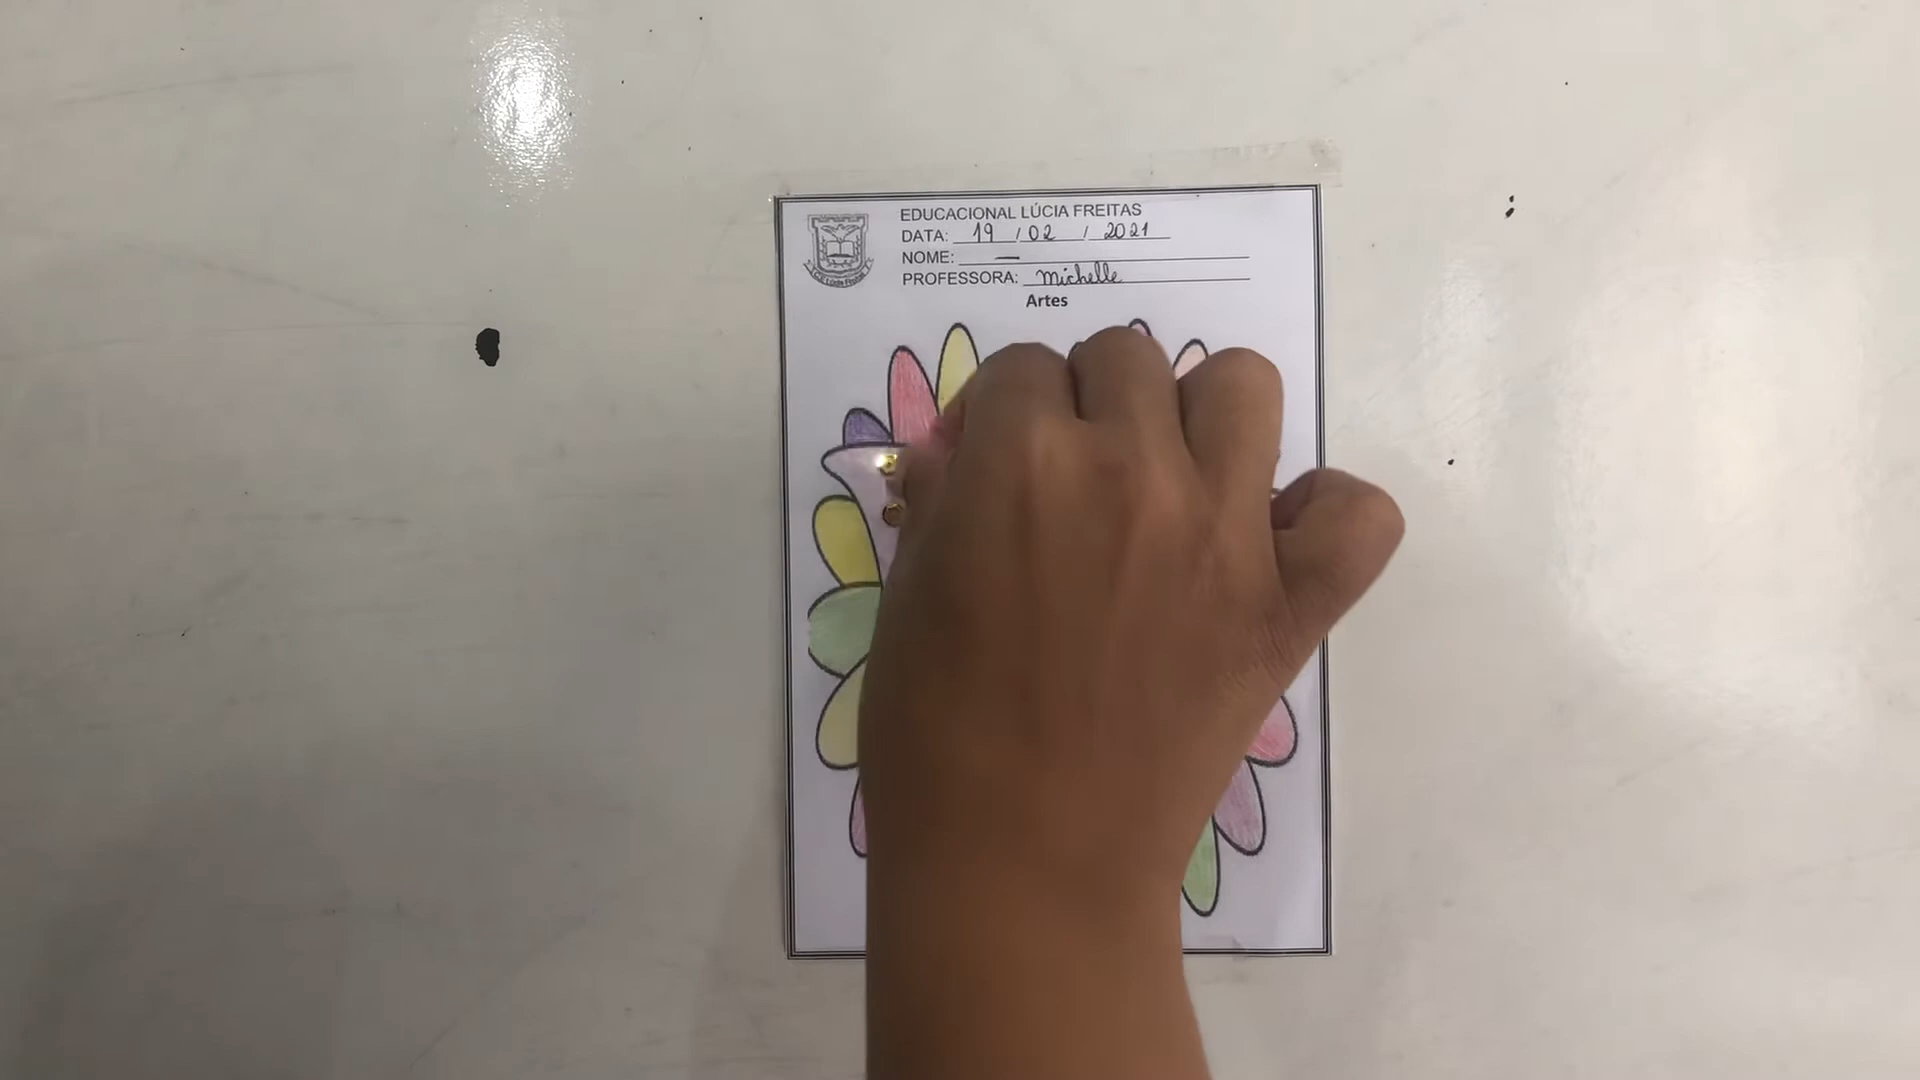 EDUCACIONAL LÚCIA FREITAS
DATA: 19 / 02 / 2021
NOME: —
PROFESSORA: Michelle
Artes